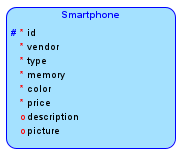 Smartphone
# * id
* vendor
* type
* memory
* color
* price
o description
o picture